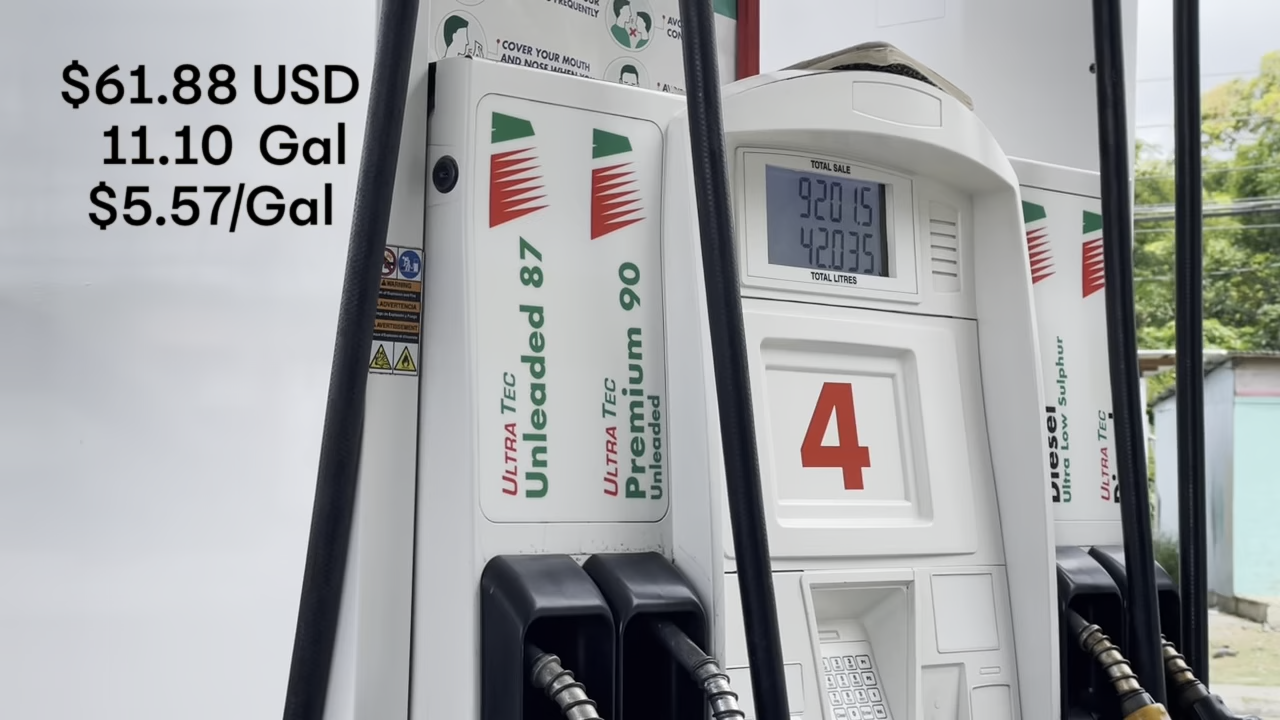 $61.88 USD
11.10 Gal
$5.57/Gal
FREQUENTLY
COVER YOUR MOUTH
AND NOSE WHEN
TOTAL SALE
9201.5
42.035
TOTAL LITRES
WARNING
ADVERTENCIA
AVERTISSEMENT
ULTRA TEC
Unleaded 87
ULTRA TEC
Premium 90
Unleaded
4
Diesel
Ultra Low Sulphur
ULTRA TEC